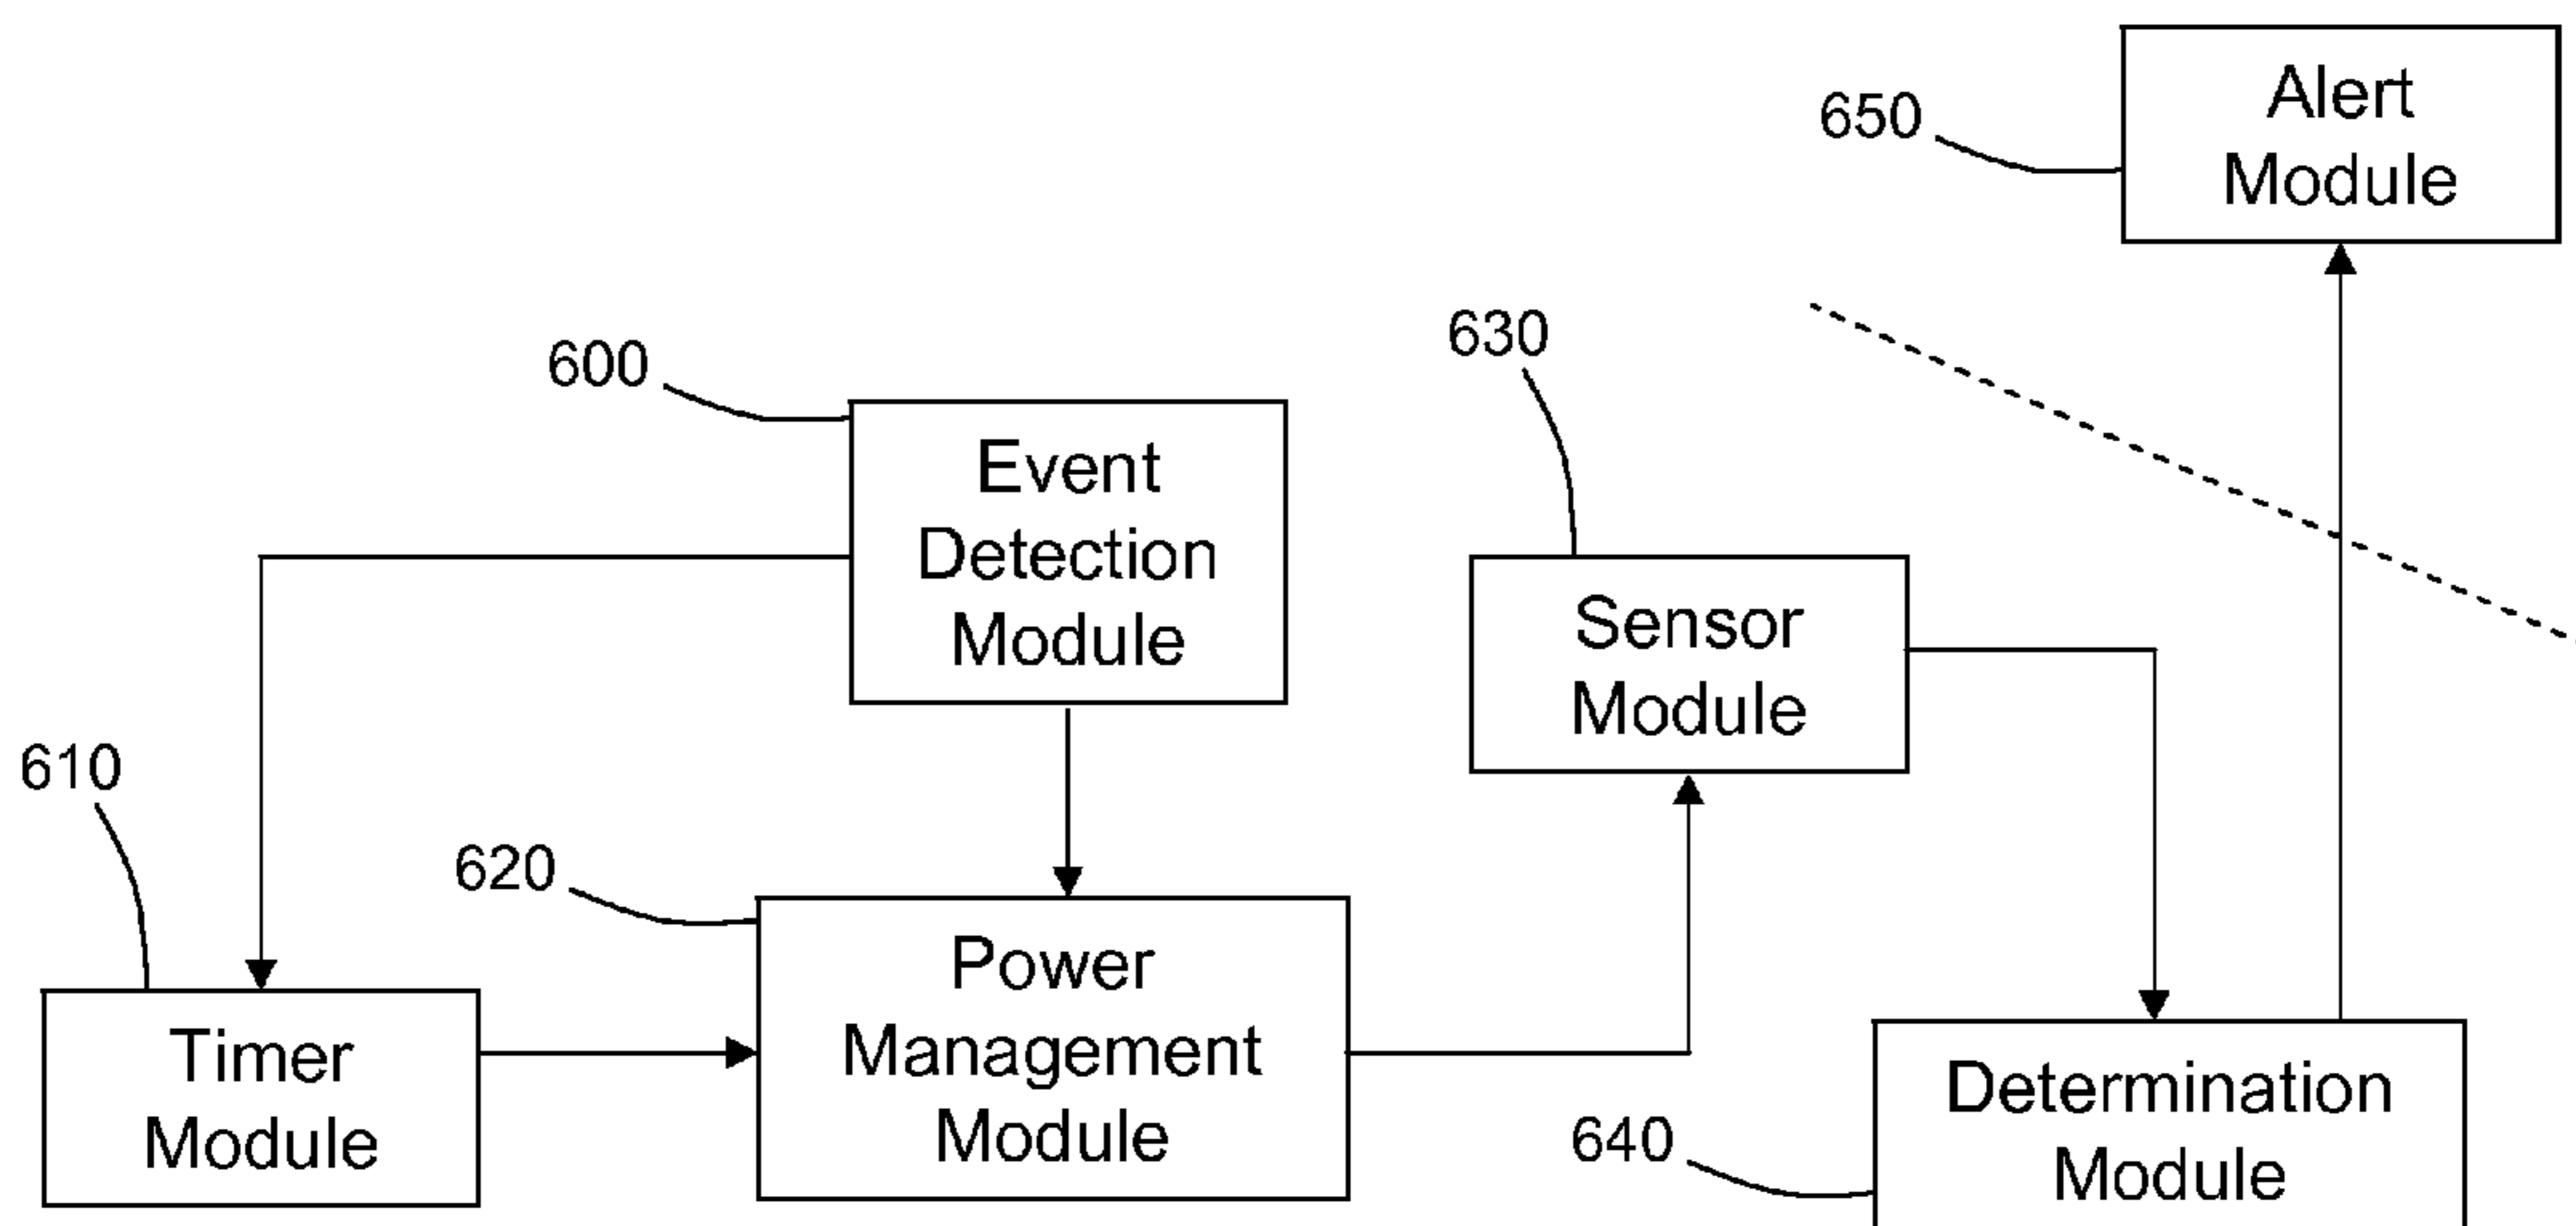 Alert
Module
650
630
600
Event
Detection
Module
Sensor
Module
610
620
Power
Management
Module
Timer
Module
Determination
Module
640